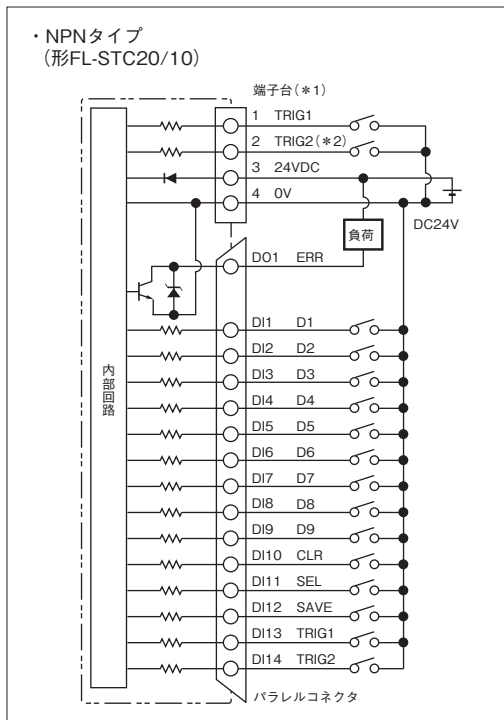 ・NPNタイプ
（形FL-STC20/10）
端子台（＊1）
1 TRIG1
2 TRIG2（＊2）
3 24VDC
4 0V
DC24V
負荷
DO1 ERR
DI1 D1
DI2 D2
DI3 D3
DI4 D4
内部回路
DI5 D5
DI6 D6
DI7 D7
DI8 D8
DI9 D9
DI10 CLR
DI11 SEL
DI12 SAVE
DI13 TRIG1
DI14 TRIG2
パラレルコネクタ